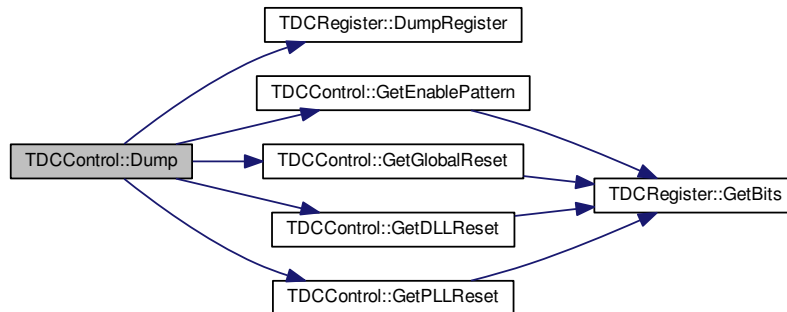 TDCRegister::DumpRegister
TDCControl::GetEnablePattern
TDCControl::Dump
TDCControl::GetGlobalReset
TDCRegister::GetBits
TDCControl::GetDLLReset
TDCControl::GetPLLReset